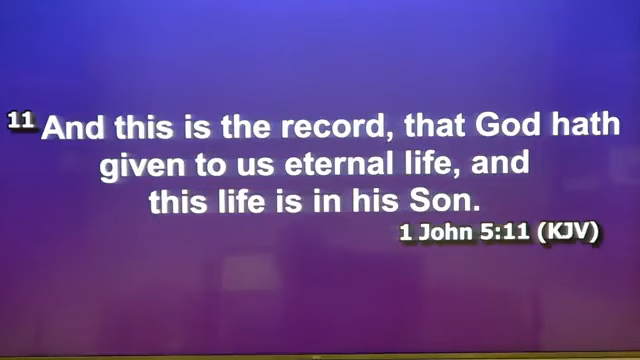 11 And this is the record, that God hath
given to us eternal life, and
this life is in his Son.
1 John 5:11 (KJV)